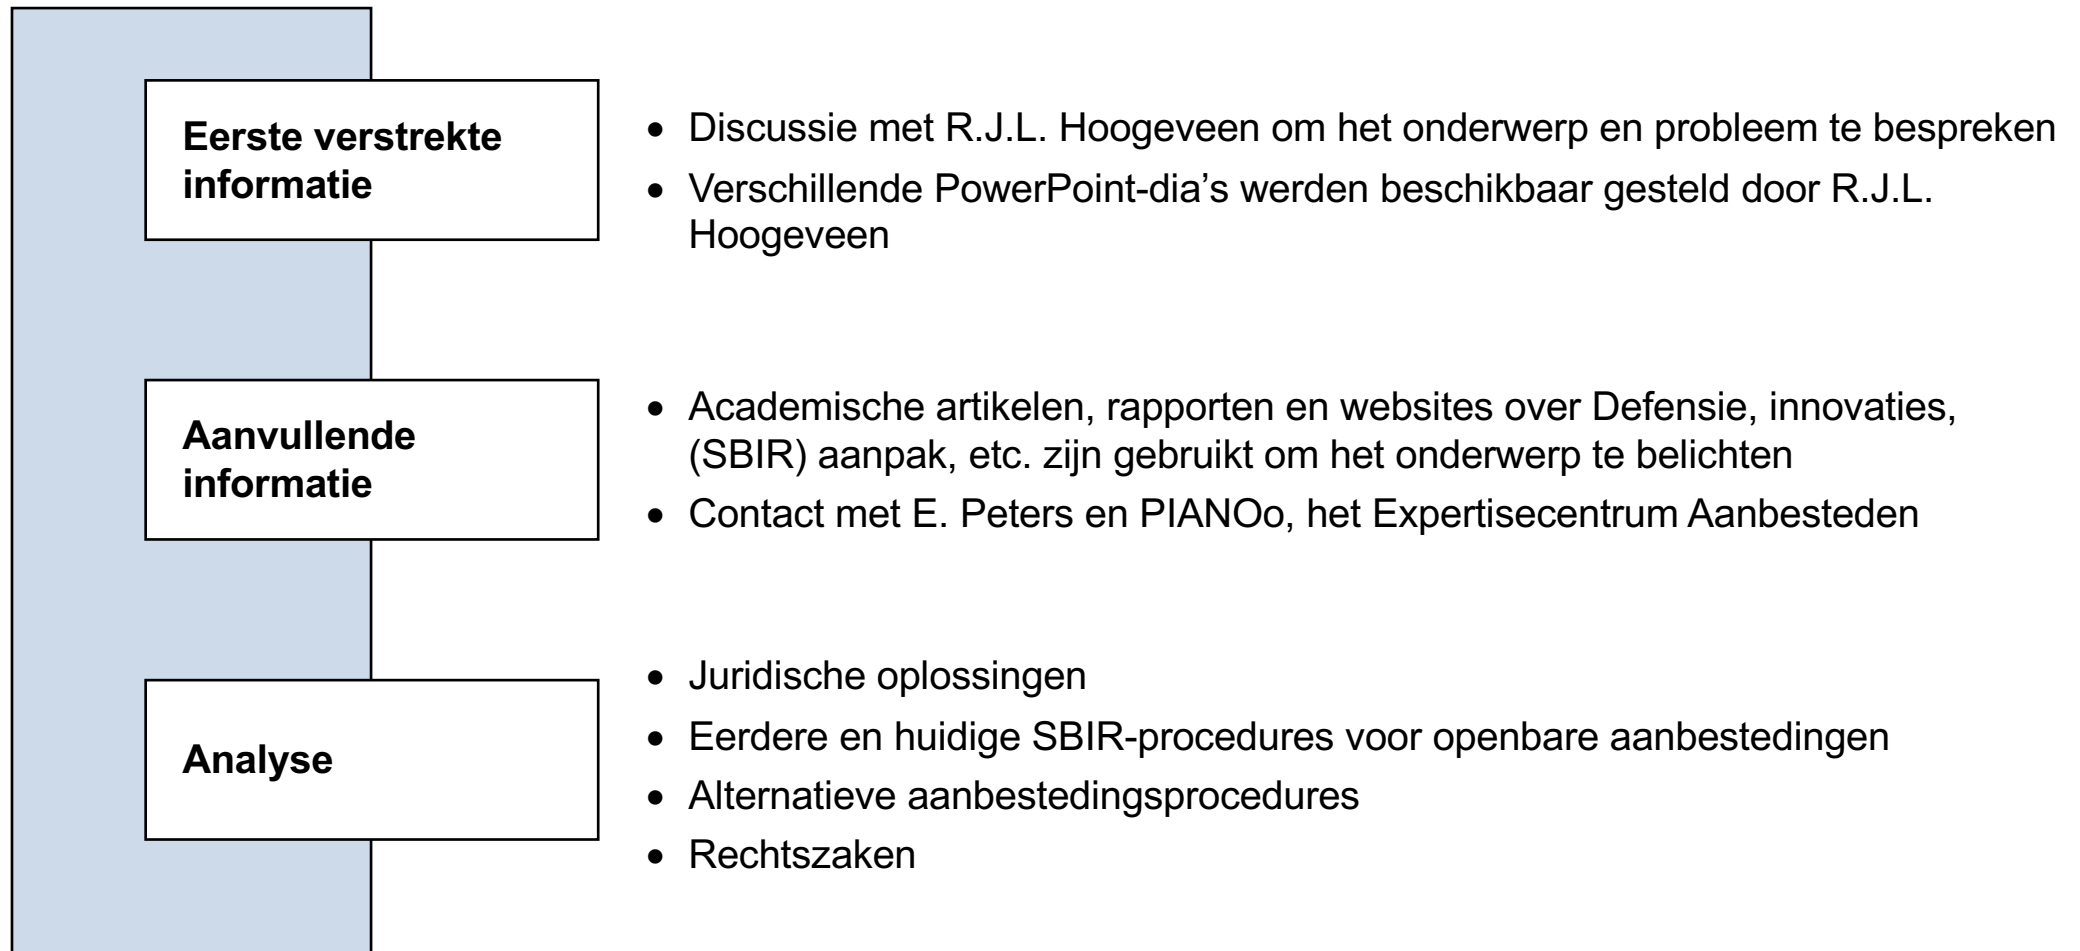 Eerste verstrekte
informatie
• Discussie met R.J.L. Hoogeveen om het onderwerp en probleem te bespreken
• Verschillende PowerPoint-dia’s werden beschikbaar gesteld door R.J.L.
Hoogeveen
Aanvullende
informatie
• Academische artikelen, rapporten en websites over Defensie, innovaties,
(SBIR) aanpak, etc. zijn gebruikt om het onderwerp te belichten
• Contact met E. Peters en PIANOo, het Expertisecentrum Aanbesteden
Analyse
• Juridische oplossingen
• Eerdere en huidige SBIR-procedures voor openbare aanbestedingen
• Alternatieve aanbestedingsprocedures
• Rechtszaken